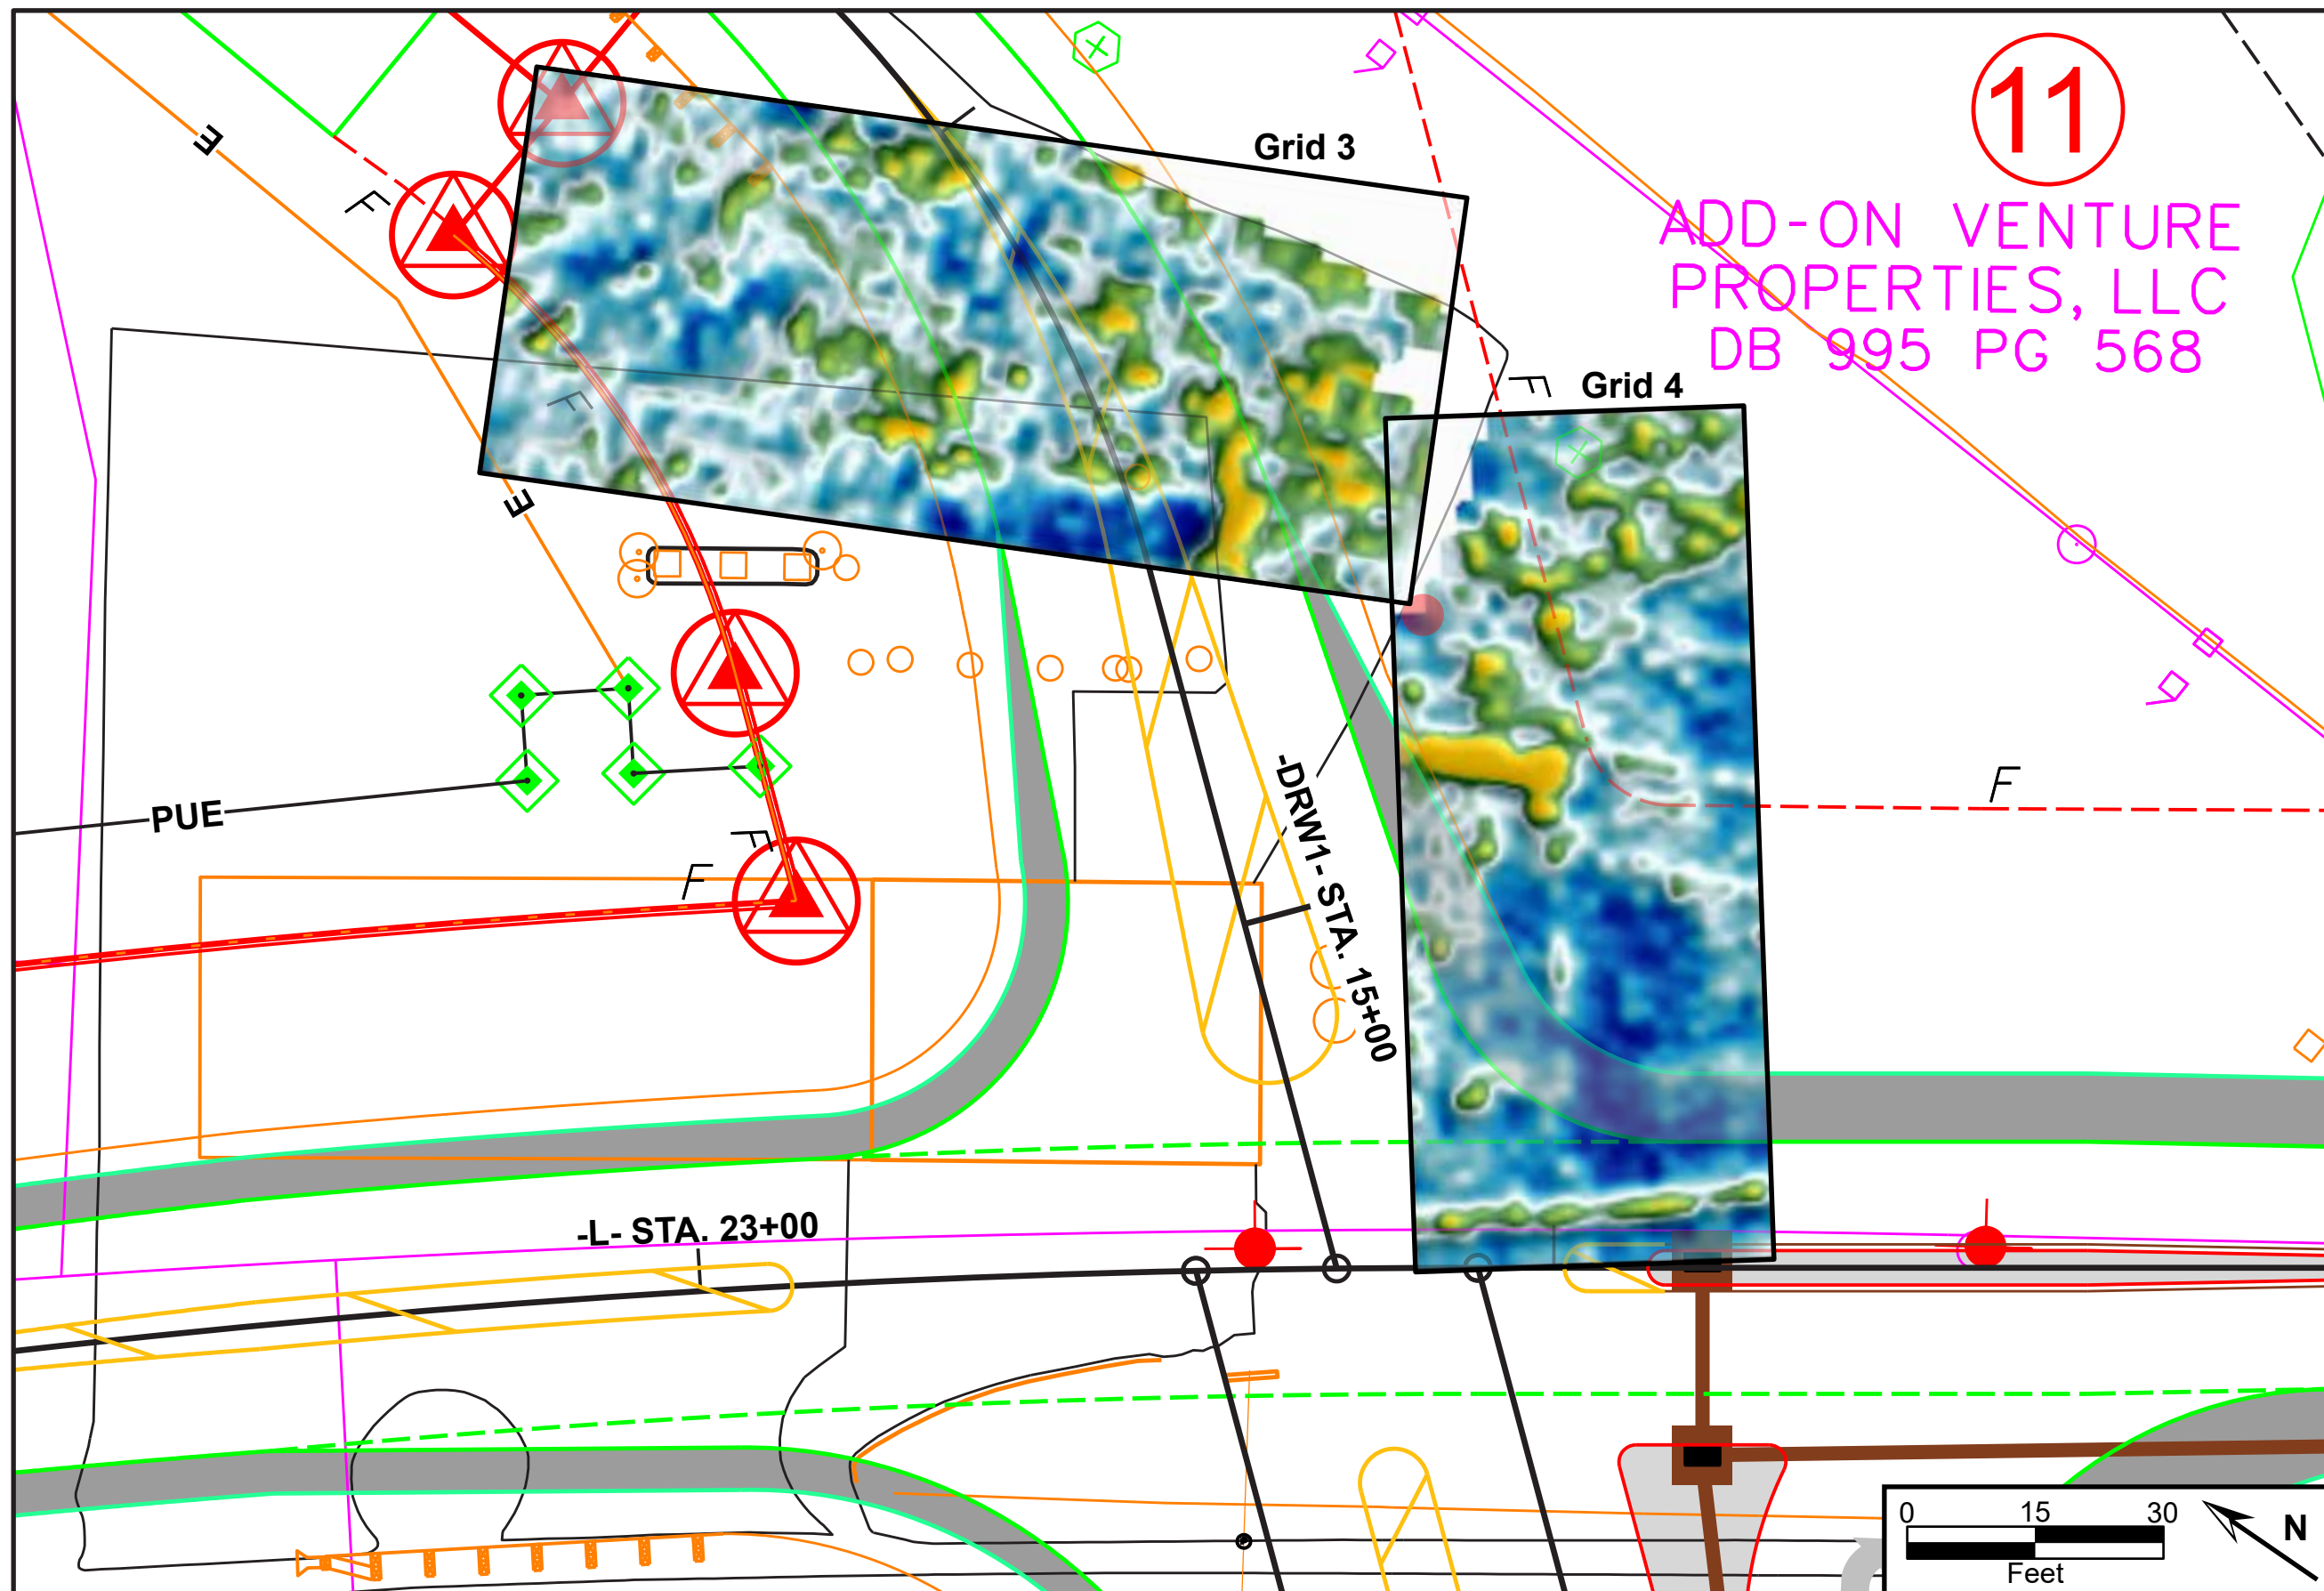 11
Grid 3
ADD-ON VENTURE
PROPERTIES, LLC
DB 995 PG 568
E
F
Grid 4
F
F
E
F
-DRW1- STA. 15+00
PUE
F
F
-L- STA. 23+00
0 15 30
Feet
N